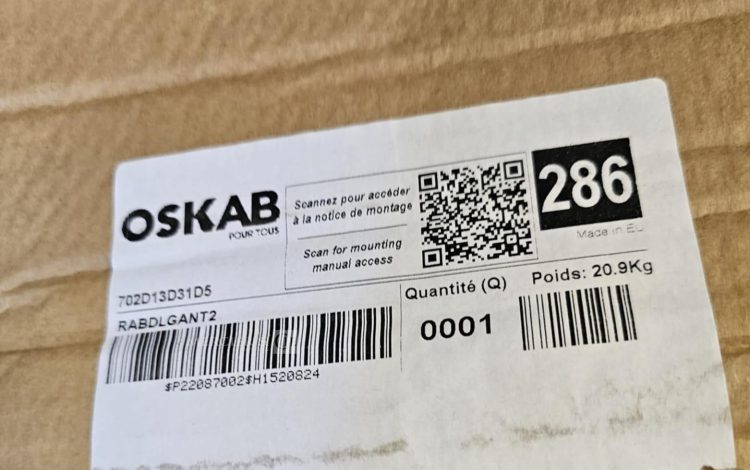 OSKAB
POUR TOUS
Scannez pour accéder
à la notice de montage
Scan for mounting
manual access
286
Made in EU
702D13D31D5
RABDLGANT2
Quantité (Q)
0001
Poids: 20.9Kg
$P22087002$H1520824